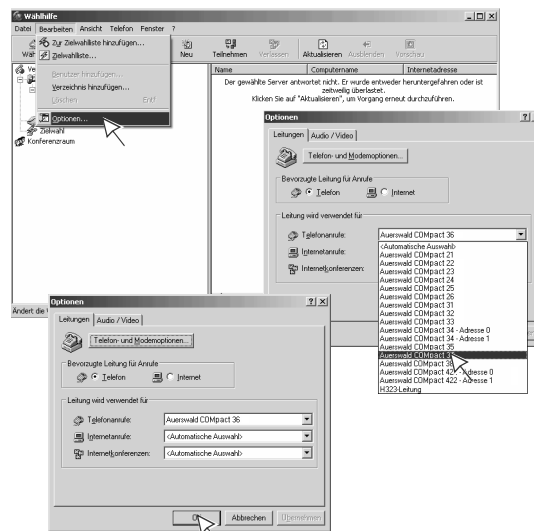 Wählhilfe
Datei Bearbeiten Ansicht Telefon Fenster ?
Zur Zielwahlliste hinzufügen...
Zielwahlliste...
Benutzer hinzufügen...
Verzeichnis hinzufügen...
Löschen Entf
Optionen...
Neu Teilnehmen Verlassen Aktualisieren Ausblenden Vorschau
Zielwahl
Konferenzraum
Name Computername Internetadresse
Der gewählte Server antwortet nicht. Er wurde entweder heruntergefahren oder ist
zeitweilig überlastet.
Klicken Sie auf "Aktualisieren", um Vorgang erneut durchzuführen.
Ändert die
Optionen
Leitungen Audio / Video
Telefon- und Modemoptionen...
Bevorzugte Leitung für Anrufe
Telefon Internet
Leitung wird verwendet für
Telefonanrufe: Auerswald COMpact 36
Internetanrufe:
Internetkonferenzen:
<Automatische Auswahl>
Auerswald COMpact 21
Auerswald COMpact 22
Auerswald COMpact 23
Auerswald COMpact 24
Auerswald COMpact 25
Auerswald COMpact 26
Auerswald COMpact 31
Auerswald COMpact 32
Auerswald COMpact 33
Auerswald COMpact 34 - Adresse 0
Auerswald COMpact 34 - Adresse 1
Auerswald COMpact 35
Auerswald COMpact
Auerswald COMpact
Auerswald COMpact - Adresse 0
Auerswald COMpact 422 - Adresse 1
H323-Leitung
Optionen
Leitungen Audio / Video
Telefon- und Modemoptionen...
Bevorzugte Leitung für Anrufe
Telefon Internet
Leitung wird verwendet für
Telefonanrufe: Auerswald COMpact 36
Internetanrufe: <Automatische Auswahl>
Internetkonferenzen: <Automatische Auswahl>
Abbrechen Übernehmen